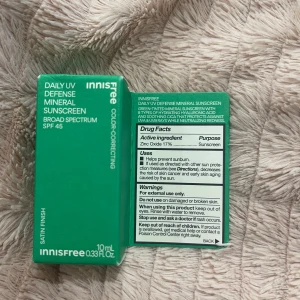 DAILY UV
DEFENSE
MINERAL
SUNSCREEN
BROAD SPECTRUM
SPF 45
innisfree
COLOR-CORRECTING
SATIN FINISH
innisfree
10 mL
0.33 Fl. Oz.
INNISFREE
DAILY UV DEFENSE MINERAL SUNSCREEN
Drug Facts
Active ingredient Purpose
Zinc Oxide 17% Sunscreen
Uses
■ Helps prevent sunburn.
■ If used as directed with other sun protection
measures (see Directions), decreases
the risk of skin cancer and early skin aging
caused by the sun.
Warnings
For external use only.
Do not use on damaged or broken skin.
When using this product keep out of
eyes. Rinse with water to remove.
Stop use and ask a doctor if rash occurs.
Keep out of reach of children. If product
is swallowed, get medical help or contact a
Poison Control Center right away.
BACK